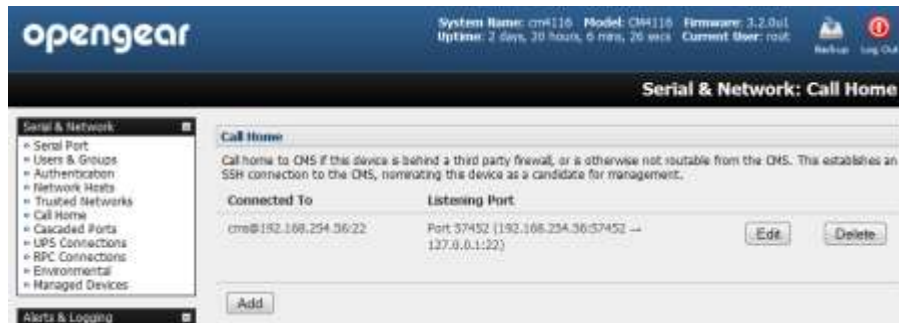 opengear
System Name: cm4116 Model: CM4116 Firmware: 3.2.0u1
Uptime: 2 days, 20 hours, 6 mins, 26 secs Current User: root
Backup Log Out
Serial & Network: Call Home
Serial & Network
Serial Port
Users & Groups
Authentication
Network Hosts
Trusted Networks
Call Home
Cascaded Ports
UPS Connections
RPC Connections
Environmental
Managed Devices
Alerts & Logging
Call Home
Call home to CMS if this device is behind a third party firewall, or is otherwise not routable from the CMS. This establishes an
SSH connection to the CMS, nominating this device as a candidate for management.
Connected To Listening Port
cms@192.168.254.36:22 Port 57452 (192.168.254.36:57452 →
127.0.0.1:22)
Edit Delete
Add